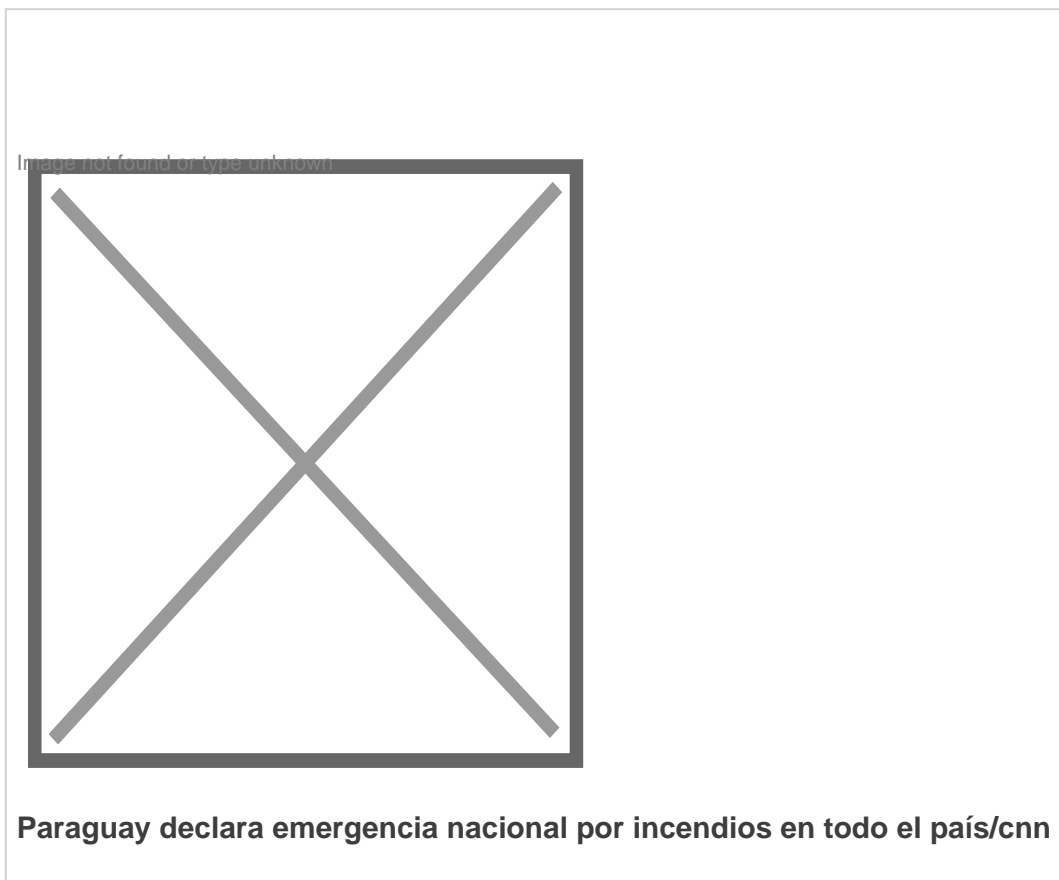 Image not found or type unknown
Paraguay declara emergencia nacional por incendios en todo el país/cnn